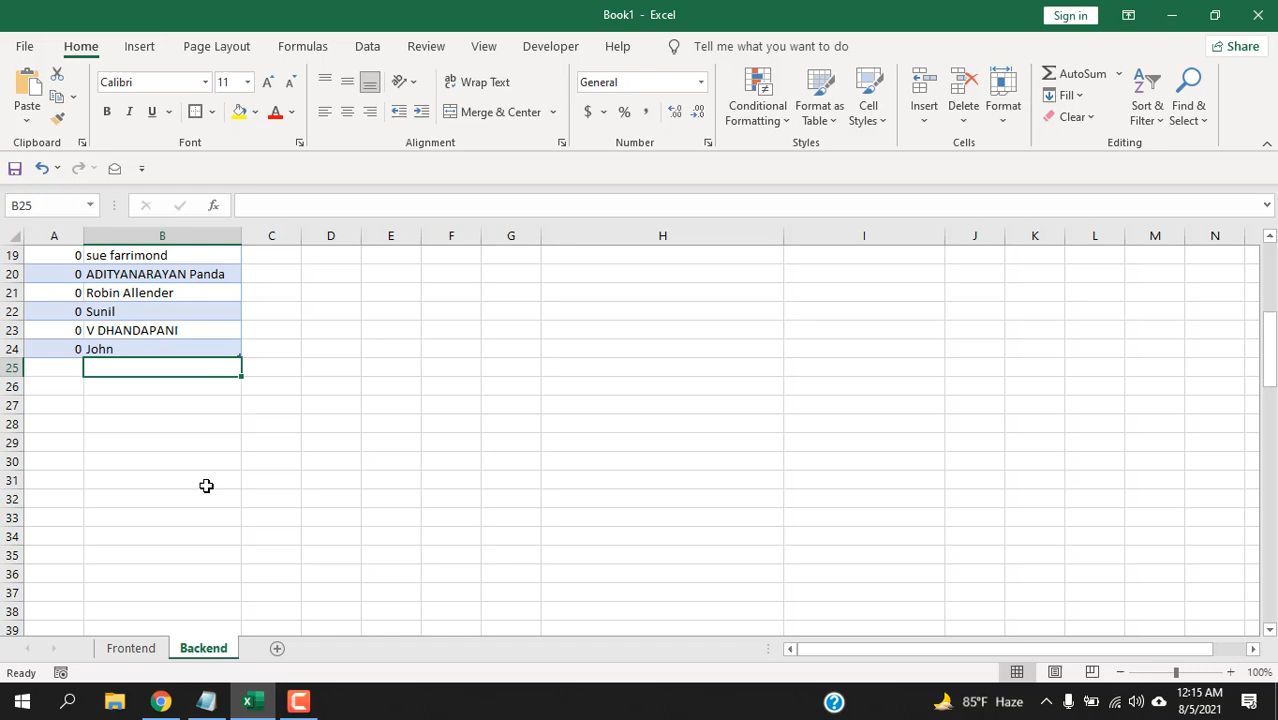 Book1 - Excel
Sign in
File Home Insert Page Layout Formulas Data Review View Developer Help Tell me what you want to do Share
Paste
Clipboard
Calibri 11 A A
B I U A
Font
ab Wrap Text
Merge & Center
Alignment
General
$ % ,
Number
Conditional Formatting
Format as Table
Cell Styles
Styles
Insert
Delete
Format
Cells
AutoSum
Fill
Clear
Sort & Filter
Find & Select
Editing
B25 fx
A B C D E F G H I J K L M N
19 0 sue farrimond
20 0 ADITYANARAYAN Panda
21 0 Robin Allender
22 0 Sunil
23 0 V DHANDAPANI
24 0 John
25
26
27
28
29
30
31
32
33
34
35
36
37
38
39
Frontend Backend
Ready 100%
85°F Haze 12:15 AM
8/5/2021